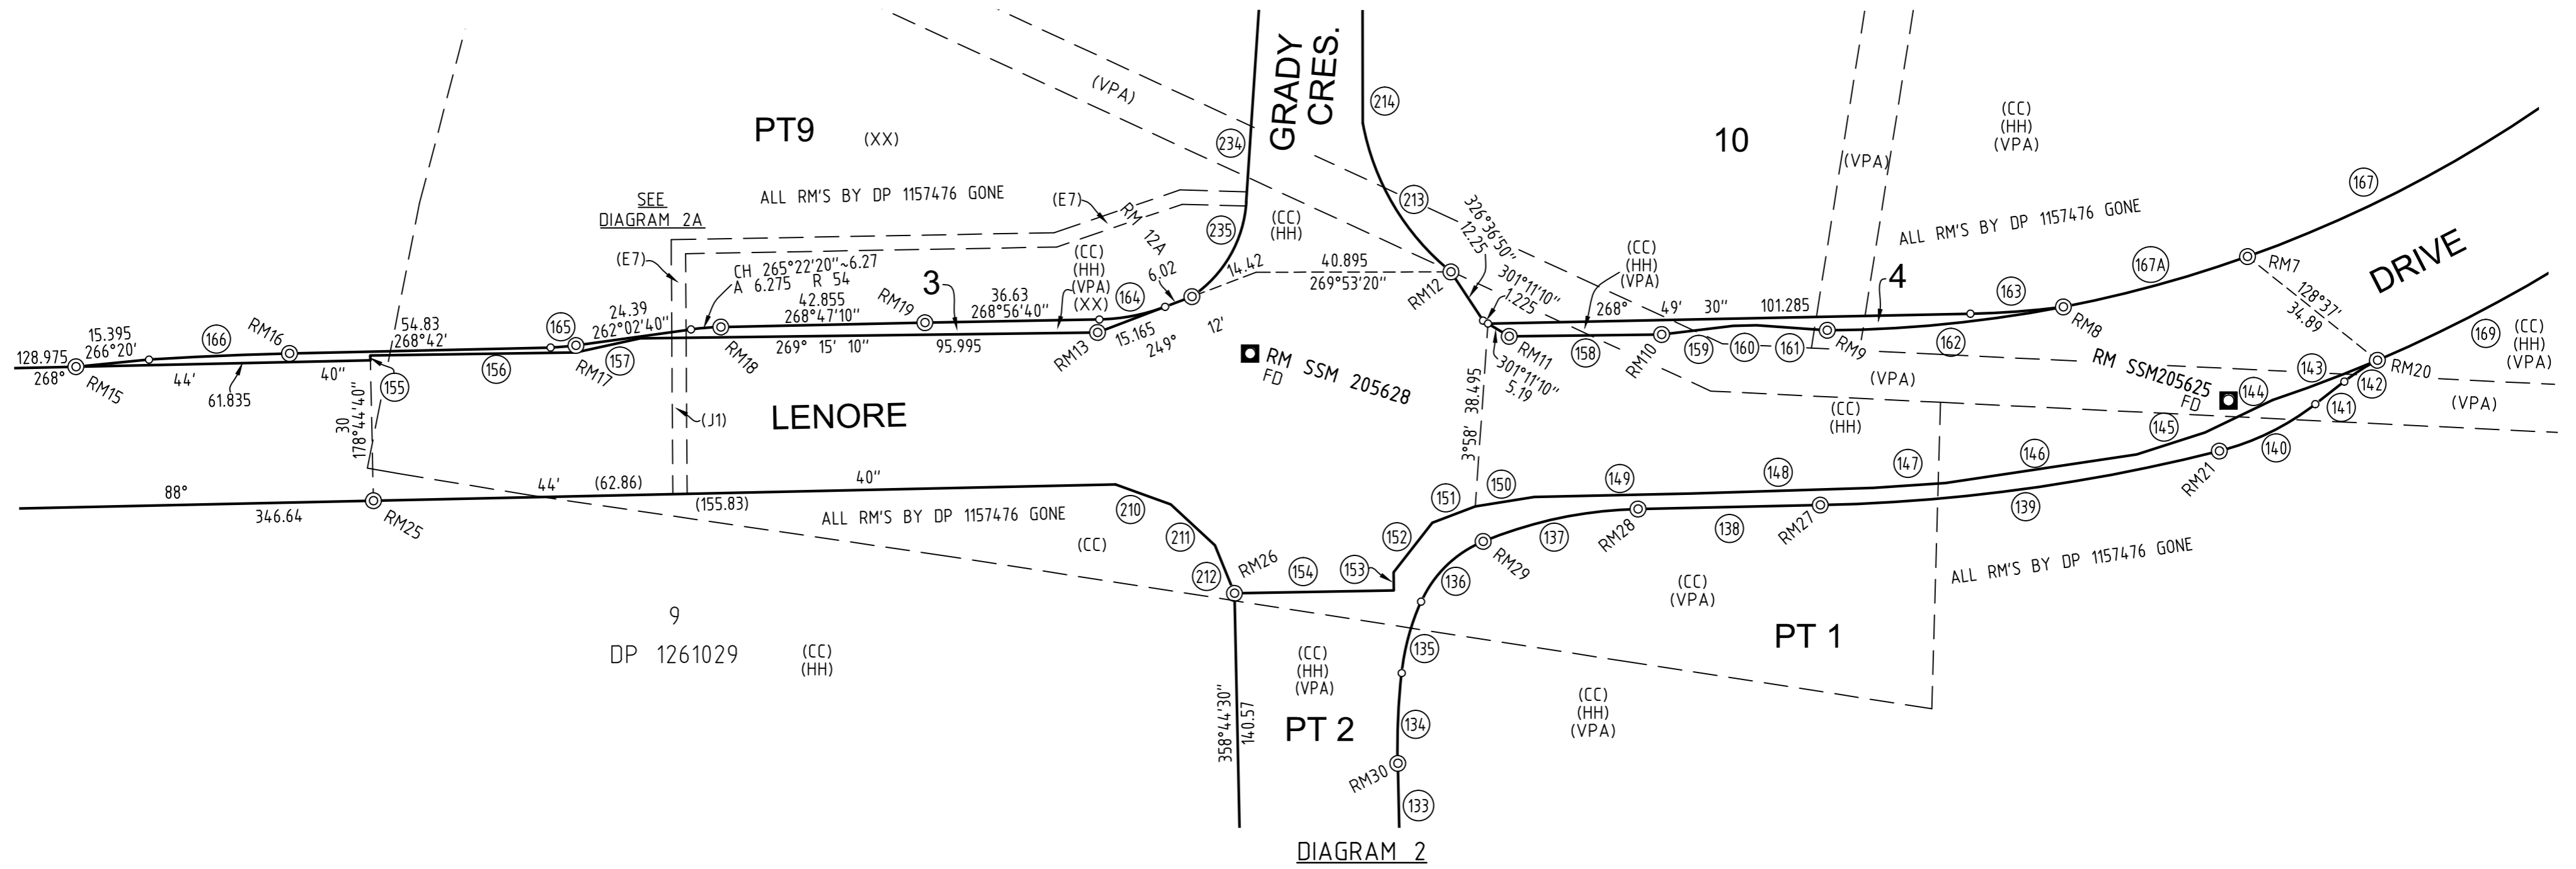 GRADY
CRES.
214
(VPA)
234
213
235
PT9
(XX)
ALL RM'S BY DP 1157476 GONE
SEE
DIAGRAM 2A
(E7)
(E7)
RM 12A
(CC)
(HH)
10
(VPA)
(CC)
(HH)
(VPA)
ALL RM'S BY DP 1157476 GONE
167
167A
RM7
DRIVE
128°37'
34.89
326°36'50"
12.25
301°11'10"
1.225
(CC)
(HH)
(VPA)
268° 49' 30" 101.285
4
163
RM8
14.42
40.895
269°53'20"
RM12
6.02
(CC)
(HH)
(VPA)
(XX)
164
CH 265°22'20"~6.27
A 6.275 R 54
3
RM19
42.855
268°47'10"
36.63
268°56'40"
24.39
262°02'40"
165
54.83
268°42'
RM16
166
15.395
266°20'
128.975
268° 44' 40"
RM15
61.835
155
156
RM17
157
RM18
269° 15' 10"
95.995
RM13
15.165
249° 12'
RM SSM 205628
FD
RM11
301°11'10"
5.19
158
RM10
159
160
161
RM9
162
169
(CC)
(HH)
(VPA)
RM20
143
142
144
141
RM SSM205625
FD
(VPA)
(VPA)
(CC)
(HH)
145
140
RM21
30
178°44'40"
(J1)
LENORE
3°58' 38.495
88° 44' 40"
346.64
(62.86)
(155.83)
RM25
ALL RM'S BY DP 1157476 GONE
(CC)
210
211
212
RM26
154
153
152
151
150
149
148
147
146
139
RM27
138
RM28
137
RM29
136
ALL RM'S BY DP 1157476 GONE
(CC)
(VPA)
PT 1
9
DP 1261029
(CC)
(HH)
358°44'30"
140.57
(CC)
(HH)
(VPA)
PT 2
135
134
RM30
133
(CC)
(HH)
(VPA)
DIAGRAM 2